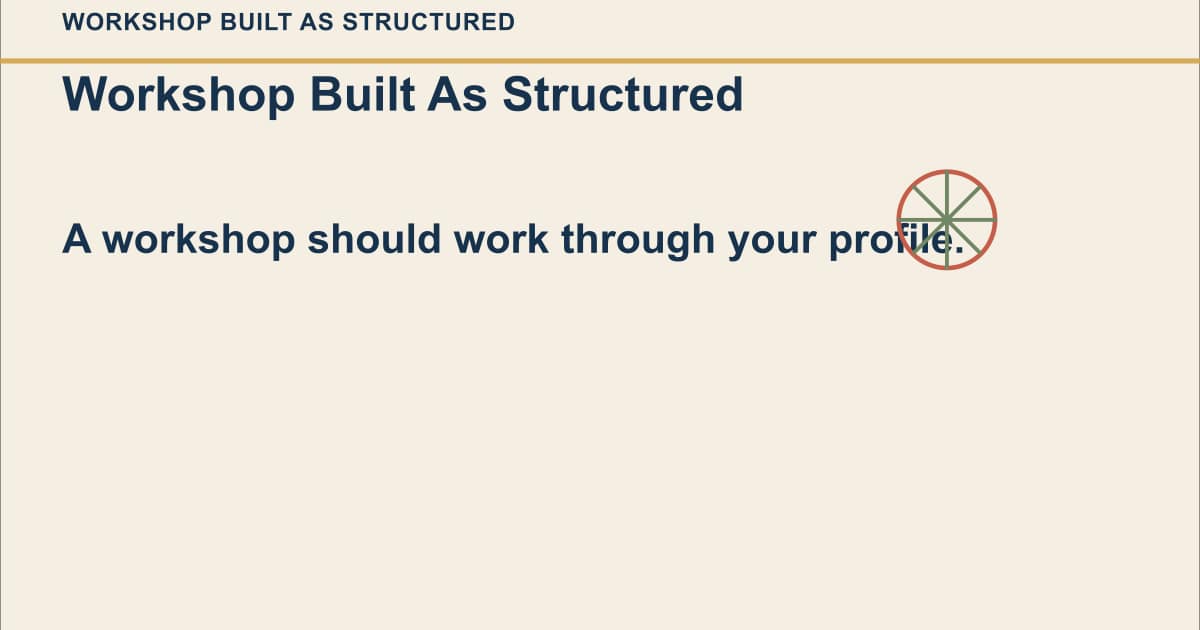 WORKSHOP BUILT AS STRUCTURED
Workshop Built As Structured
A workshop should work through your profile.